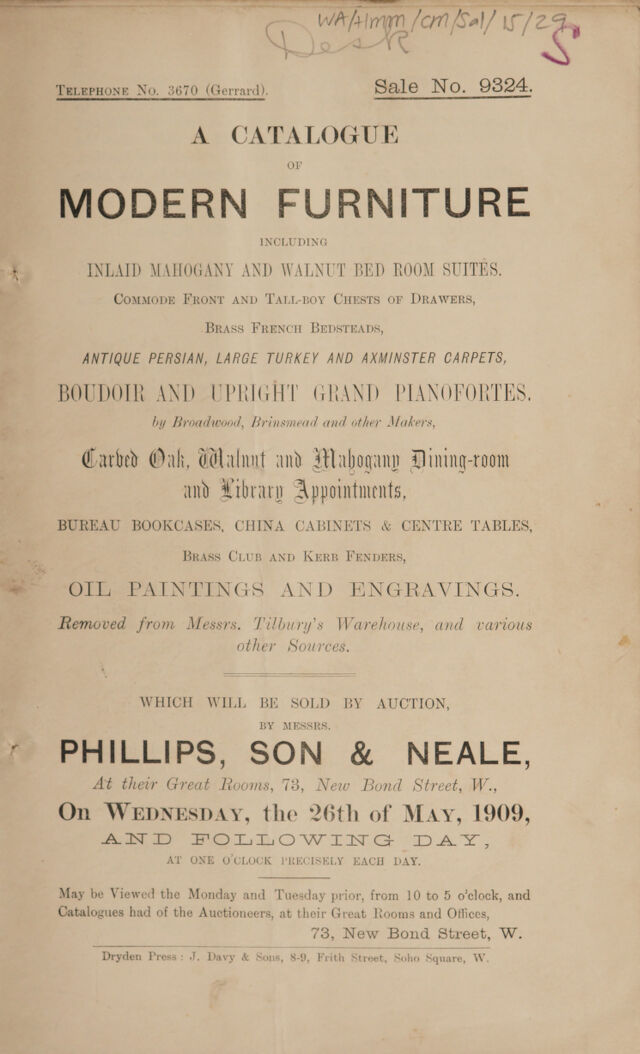 WA/HMM/CM/Sal/15/29
Desk
S
TELEPHONE No. 3670 (Gerrard).
Sale No. 9324.
A CATALOGUE
OF
MODERN FURNITURE
INCLUDING
INLAID MAHOGANY AND WALNUT BED ROOM SUITES.
COMMODE FRONT AND TALL-BOY CHESTS OF DRAWERS,
BRASS FRENCH BEDSTEADS,
ANTIQUE PERSIAN, LARGE TURKEY AND AXMINSTER CARPETS,
BOUDOIR AND UPRIGHT GRAND PIANOFORTES,
by Broadwood, Brinsmead and other Makers,
Carved Oak, Walnut and Mahogany Dining-room
and Library Appointments,
BUREAU BOOKCASES, CHINA CABINETS & CENTRE TABLES,
BRASS CLUB AND KERB FENDERS,
OIL PAINTINGS AND ENGRAVINGS.
Removed from Messrs. Tilbury's Warehouse, and various
other Sources.
WHICH WILL BE SOLD BY AUCTION,
BY MESSRS.
PHILLIPS, SON & NEALE,
At their Great Rooms, 73, New Bond Street, W.,
On WEDNESDAY, the 26th of MAY, 1909,
AND FOLLOWING DAY,
AT ONE O'CLOCK PRECISELY EACH DAY.
May be Viewed the Monday and Tuesday prior, from 10 to 5 o'clock, and
Catalogues had of the Auctioneers, at their Great Rooms and Offices,
73, New Bond Street, W.
Dryden Press: J. Davy & Sons, 8-9, Frith Street, Soho Square, W.